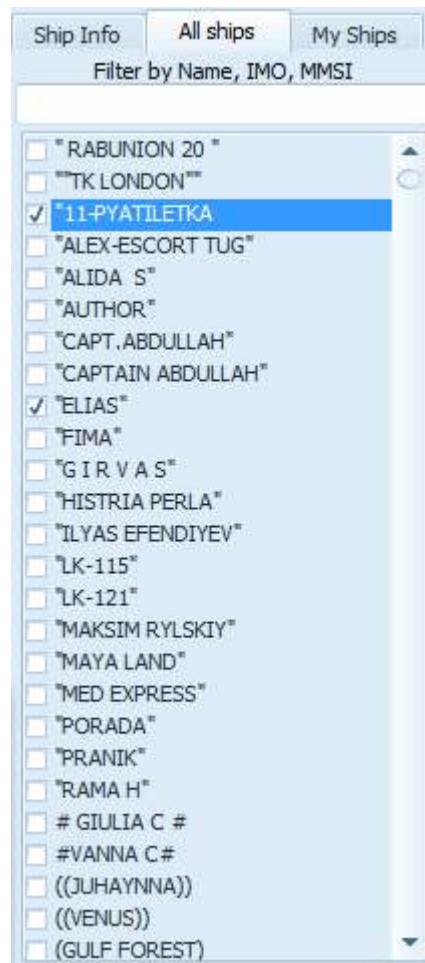 Ship Info All ships My Ships
Filter by Name, IMO, MMSI
" RABUNION 20 "
""TK LONDON""
"11-PYATILETKA
"ALEX-ESCORT TUG"
"ALIDA  S"
"AUTHOR"
"CAPT.ABDULLAH"
"CAPTAIN ABDULLAH"
"ELIAS"
"FIMA"
"G I R V A S"
"HISTRIA PERLA"
"ILYAS EFENDIYEV"
"LK-115"
"LK-121"
"MAKSIM RYLSKIY"
"MAYA LAND"
"MED EXPRESS"
"PORADA"
"PRANIK"
"RAMA H"
# GIULIA C #
#VANNA C#
((JUHAYNNA))
((VENUS))
(GULF FOREST)